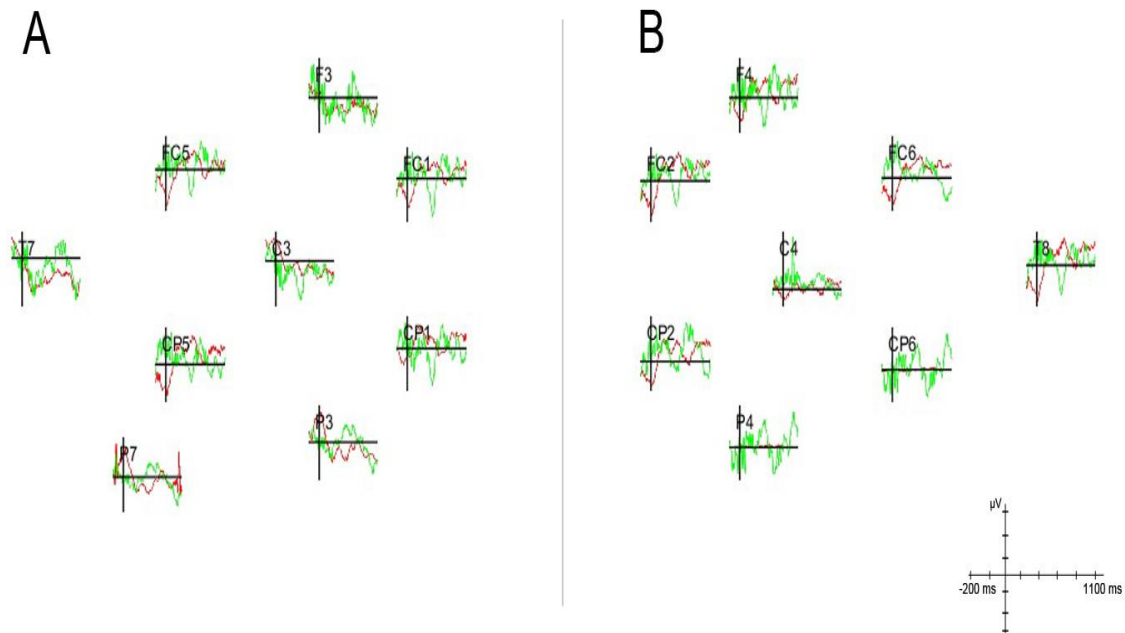 A
B
F3
FC5
FC1
T7
C3
CP5
CP1
P3
P7
F4
FC2
FC6
C4
T8
CP2
CP6
P4
µV
-200 ms
1100 ms